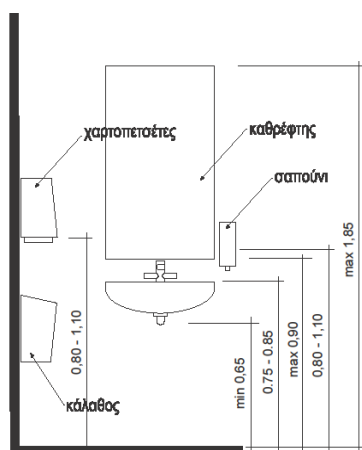 χαρτοπετσέτες
καθρέφτης
σαπούνι
κάλαθος
0,80 - 1,10
min 0,65
0.75 - 0.85
max 0,90
0,80 - 1,10
max 1,85